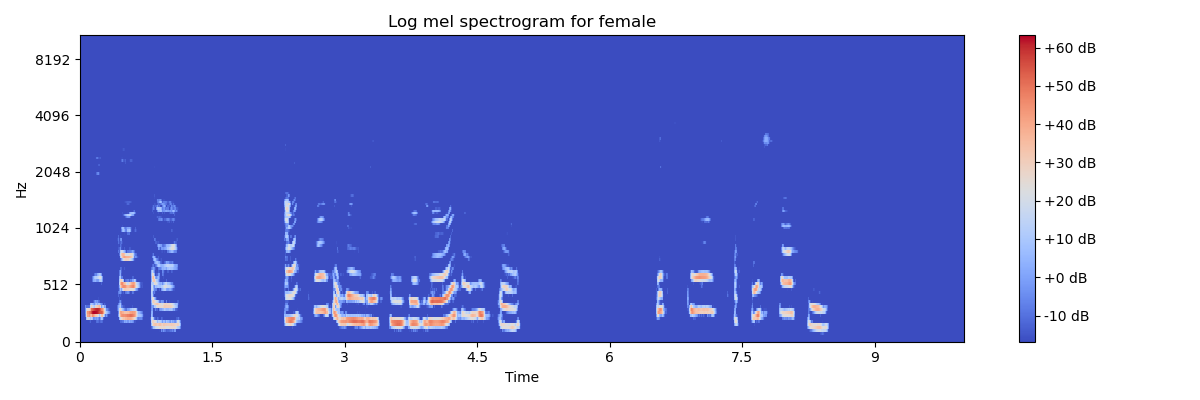 Log mel spectrogram for female
Hz
8192
4096
2048
1024
512
0
0 1.5 3 4.5 6 7.5 9
Time
+60 dB
+50 dB
+40 dB
+30 dB
+20 dB
+10 dB
+0 dB
-10 dB